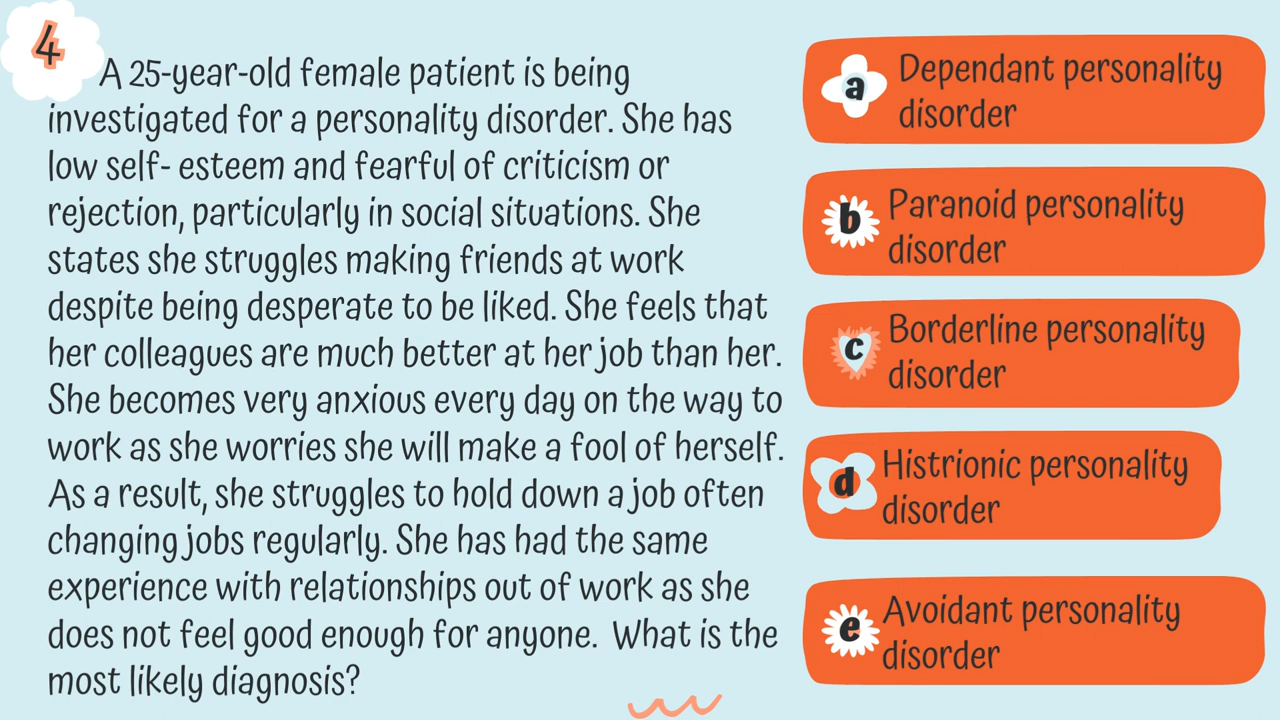 4
A 25-year-old female patient is being
investigated for a personality disorder. She has
low self- esteem and fearful of criticism or
rejection, particularly in social situations. She
states she struggles making friends at work
despite being desperate to be liked. She feels that
her colleagues are much better at her job than her.
She becomes very anxious every day on the way to
work as she worries she will make a fool of herself.
As a result, she struggles to hold down a job often
changing jobs regularly. She has had the same
experience with relationships out of work as she
does not feel good enough for anyone. What is the
most likely diagnosis?
a Dependant personality
disorder
b Paranoid personality
disorder
c Borderline personality
disorder
d Histrionic personality
disorder
e Avoidant personality
disorder